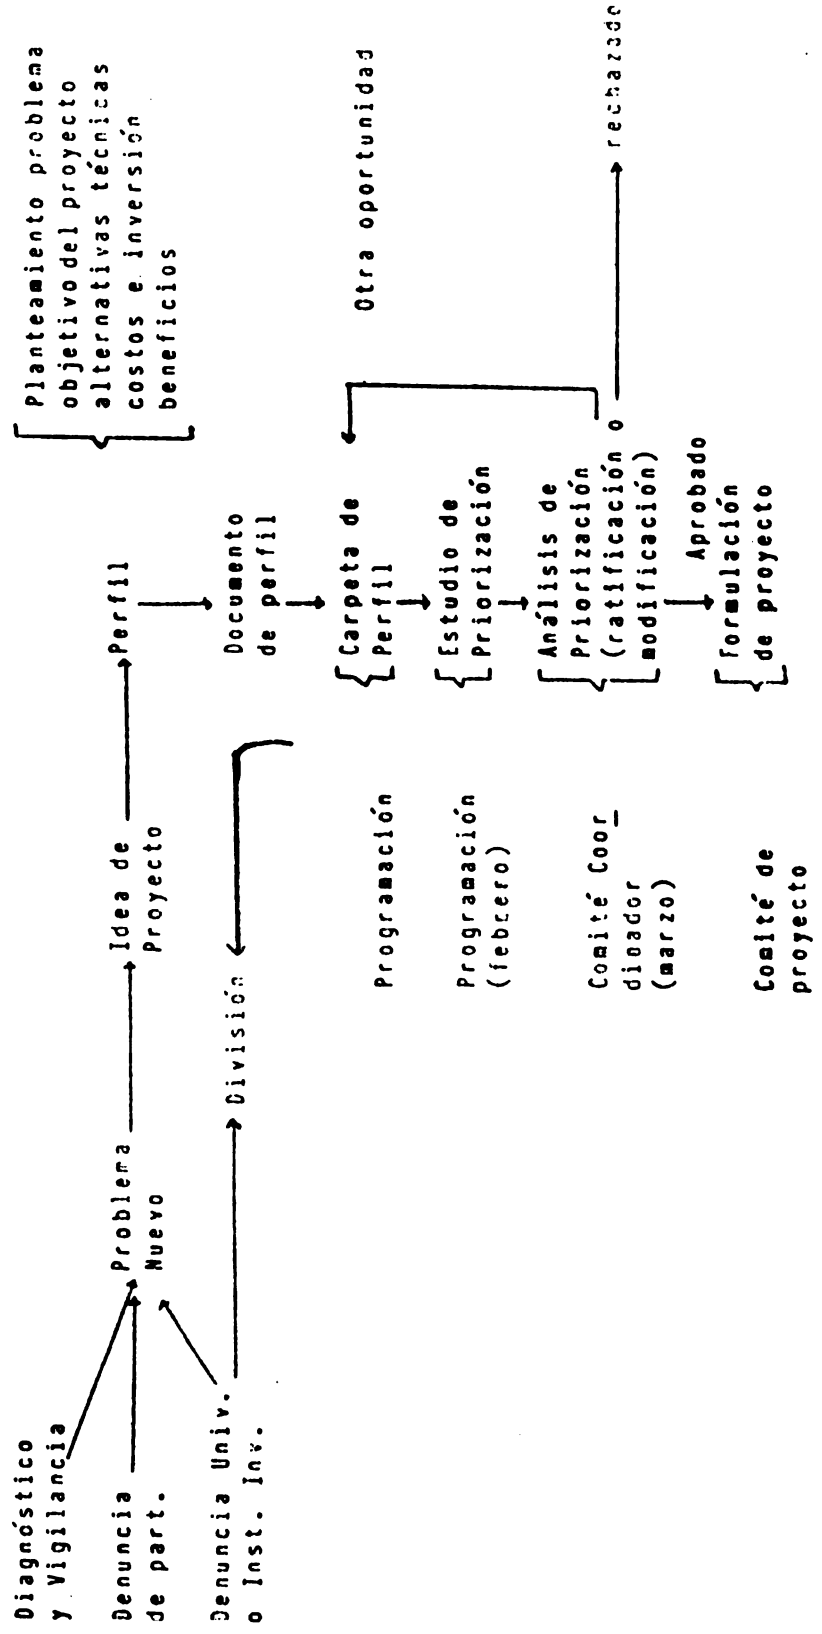 Diagnóstico
y Vigilancia
Denuncia
de part.
Denuncia Univ.
o Inst. Inv.
Problema
Nuevo
Idea de
Proyecto
Perfil
Planteamiento problema
objetivo del proyecto
alternativas técnicas
costos e inversión
beneficios
División
Documento
de perfil
Programación
Carpeta de
Perfil
Otra oportunidad
Programación
(febrero)
Estudio de
Priorización
Comité Coor_
dinador
(marzo)
Análisis de
Priorización
(ratificación o
modificación)
rechazado
Aprobado
Comité de
proyecto
Formulación
de proyecto